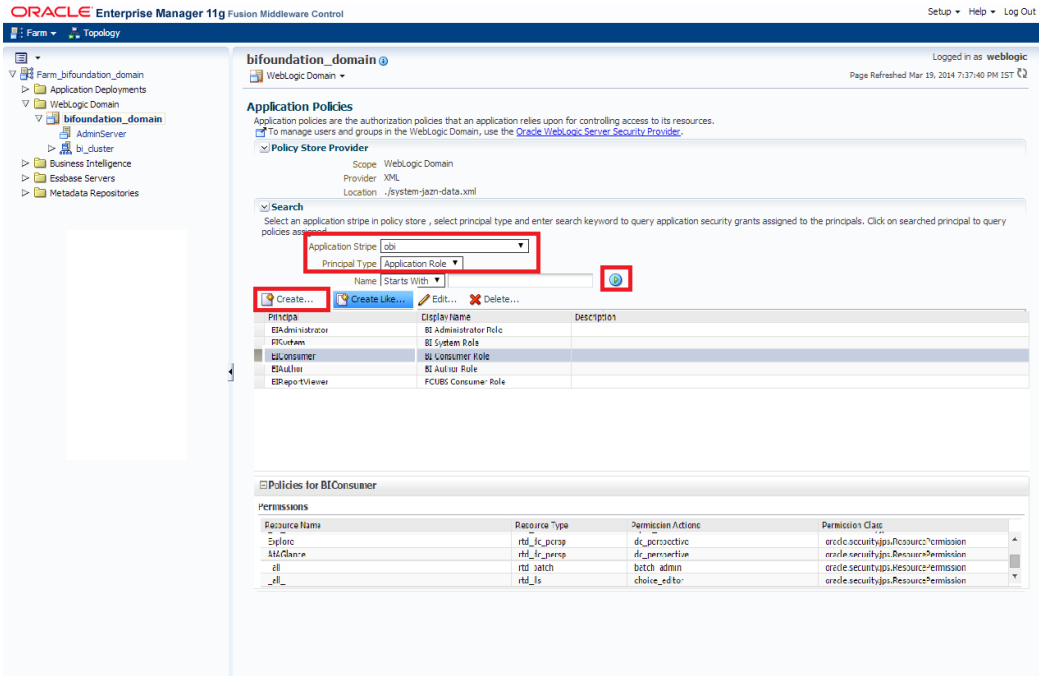 ORACLE Enterprise Manager 11g Fusion Middleware Control
Setup Help Log Out
Farm Topology
Farm_bifoundation_domain
Application Deployments
WebLogic Domain
bifoundation_domain
AdminServer
bi_cluster
Business Intelligence
Essbase Servers
Metadata Repositories
bifoundation_domain
Logged in as weblogic
WebLogic Domain
Page Refreshed Mar 19, 2014 7:37:40 PM IST
Application Policies
Application policies are the authorization policies that an application relies upon for controlling access to its resources.
To manage users and groups in the WebLogic Domain, use the Oracle WebLogic Server Security Provider.
Policy Store Provider
Scope WebLogic Domain
Provider XML
Location ./system-jazn-data.xml
Search
Select an application stripe in policy store , select principal type and enter search keyword to query application security grants assigned to the principals. Click on searched principal to query
policies assigned
Application Stripe obi
Principal Type Application Role
Name Starts With
Create... Create Like... Edit... Delete...
Principal Display Name Description
BIAdministrator BI Administrator Role
BISystem BI System Role
BIConsumer BI Consumer Role
BIAuthor BI Author Role
BIReportViewer FCUBS Consumer Role
Policies for BIConsumer
Permissions
Resource Name Resource Type Permission Actions Permission Class
Explore rtd_dc_persp dc_perspective oracle.security.jps.ResourcePermission
AtAGlance rtd_dc_persp dc_perspective oracle.security.jps.ResourcePermission
_all_ rtd_batch batch_admin oracle.security.jps.ResourcePermission
_all_ rtd_ils choice_editor oracle.security.jps.ResourcePermission